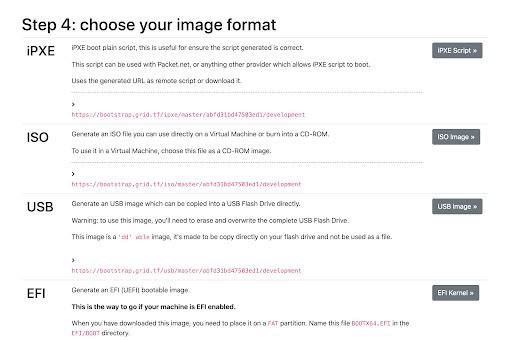 Step 4: choose your image format
iPXE
iPXE boot plain script, this is useful for ensure the script generated is correct.
iPXE Script »
This script can be used with Packet.net, or anything other provider which allows iPXE script to boot.
Uses the generated URL as remote script or download it.
>
https://bootstrap.grid.tf/ipxe/master/abfd31bd47503ed1/development
ISO
Generate an ISO file you can use directly on a Virtual Machine or burn into a CD-ROM.
ISO Image »
To use it in a Virtual Machine, choose this file as a CD-ROM image.
>
https://bootstrap.grid.tf/iso/master/abfd31bd47503ed1/development
USB
Generate an USB image which can be copied into a USB Flash Drive directly.
USB Image »
Warning: to use this image, you'll need to erase and overwrite the complete USB Flash Drive.
This image is a 'dd' able image, it's made to be copy directly on your flash drive and not be used as a file.
>
https://bootstrap.grid.tf/usb/master/abfd31bd47503ed1/development
EFI
Generate an EFI (UEFI) bootable image.
EFI Kernel »
This is the way to go if your machine is EFI enabled.
When you have downloaded this image, you need to place it on a FAT partition. Name this file BOOTX64.EFI in the
EFI/BOOT directory.